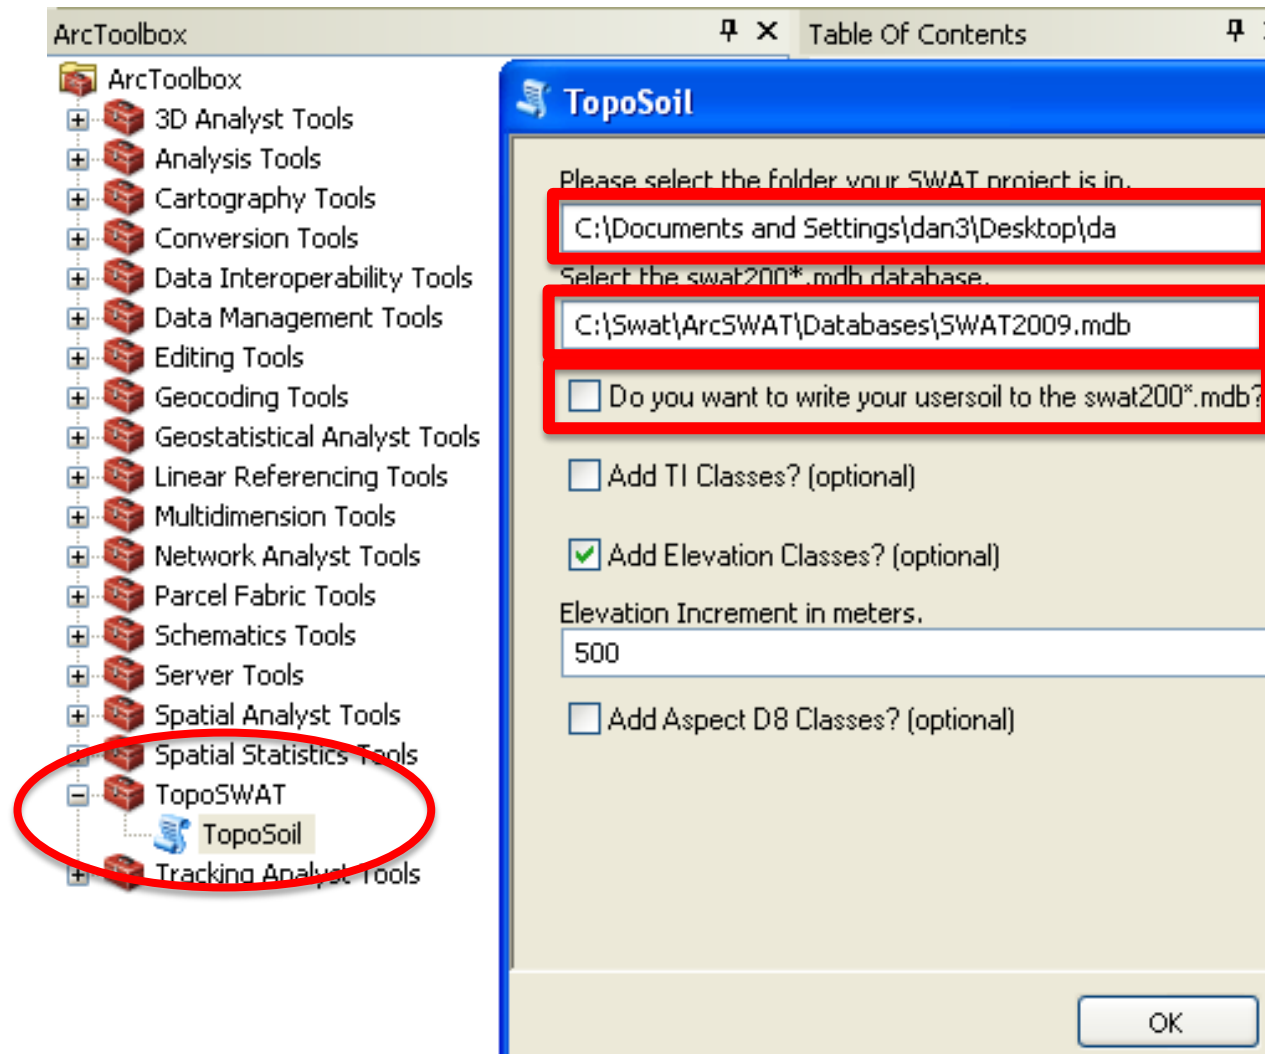 ArcToolbox
Table Of Contents
ArcToolbox
3D Analyst Tools
Analysis Tools
Cartography Tools
Conversion Tools
Data Interoperability Tools
Data Management Tools
Editing Tools
Geocoding Tools
Geostatistical Analyst Tools
Linear Referencing Tools
Multidimension Tools
Network Analyst Tools
Parcel Fabric Tools
Schematics Tools
Server Tools
Spatial Analyst Tools
Spatial Statistics Tools
TopoSWAT
TopoSoil
Tracking Analyst Tools
TopoSoil
Please select the folder your SWAT project is in.
C:\Documents and Settings\dan3\Desktop\da
Select the swat200*.mdb database.
C:\Swat\ArcSWAT\Databases\SWAT2009.mdb
Do you want to write your usersoil to the swat200*.mdb?
Add TI Classes? (optional)
Add Elevation Classes? (optional)
Elevation Increment in meters.
500
Add Aspect D8 Classes? (optional)
OK